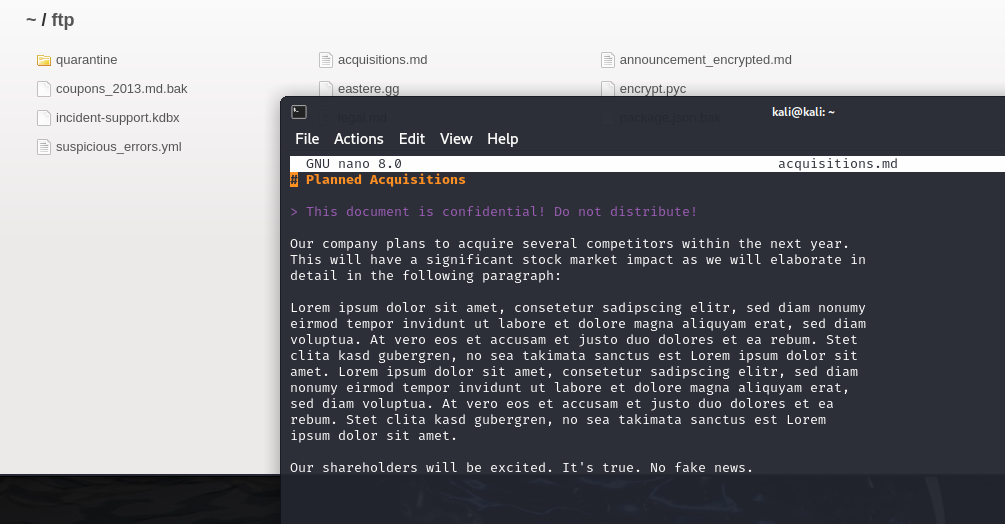 ~ / ftp
quarantine
acquisitions.md
announcement_encrypted.md
coupons_2013.md.bak
eastere.gg
encrypt.pyc
incident-support.kdbx
legal.md
package.json.bak
suspicious_errors.yml
kali@kali: ~
File Actions Edit View Help
GNU nano 8.0 acquisitions.md
# Planned Acquisitions
> This document is confidential! Do not distribute!
Our company plans to acquire several competitors within the next year.
This will have a significant stock market impact as we will elaborate in
detail in the following paragraph:
Lorem ipsum dolor sit amet, consetetur sadipscing elitr, sed diam nonumy
eirmod tempor invidunt ut labore et dolore magna aliquyam erat, sed diam
voluptua. At vero eos et accusam et justo duo dolores et ea rebum. Stet
clita kasd gubergren, no sea takimata sanctus est Lorem ipsum dolor sit
amet. Lorem ipsum dolor sit amet, consetetur sadipscing elitr, sed diam
nonumy eirmod tempor invidunt ut labore et dolore magna aliquyam erat,
sed diam voluptua. At vero eos et accusam et justo duo dolores et ea
rebum. Stet clita kasd gubergren, no sea takimata sanctus est Lorem
ipsum dolor sit amet.
Our shareholders will be excited. It's true. No fake news.